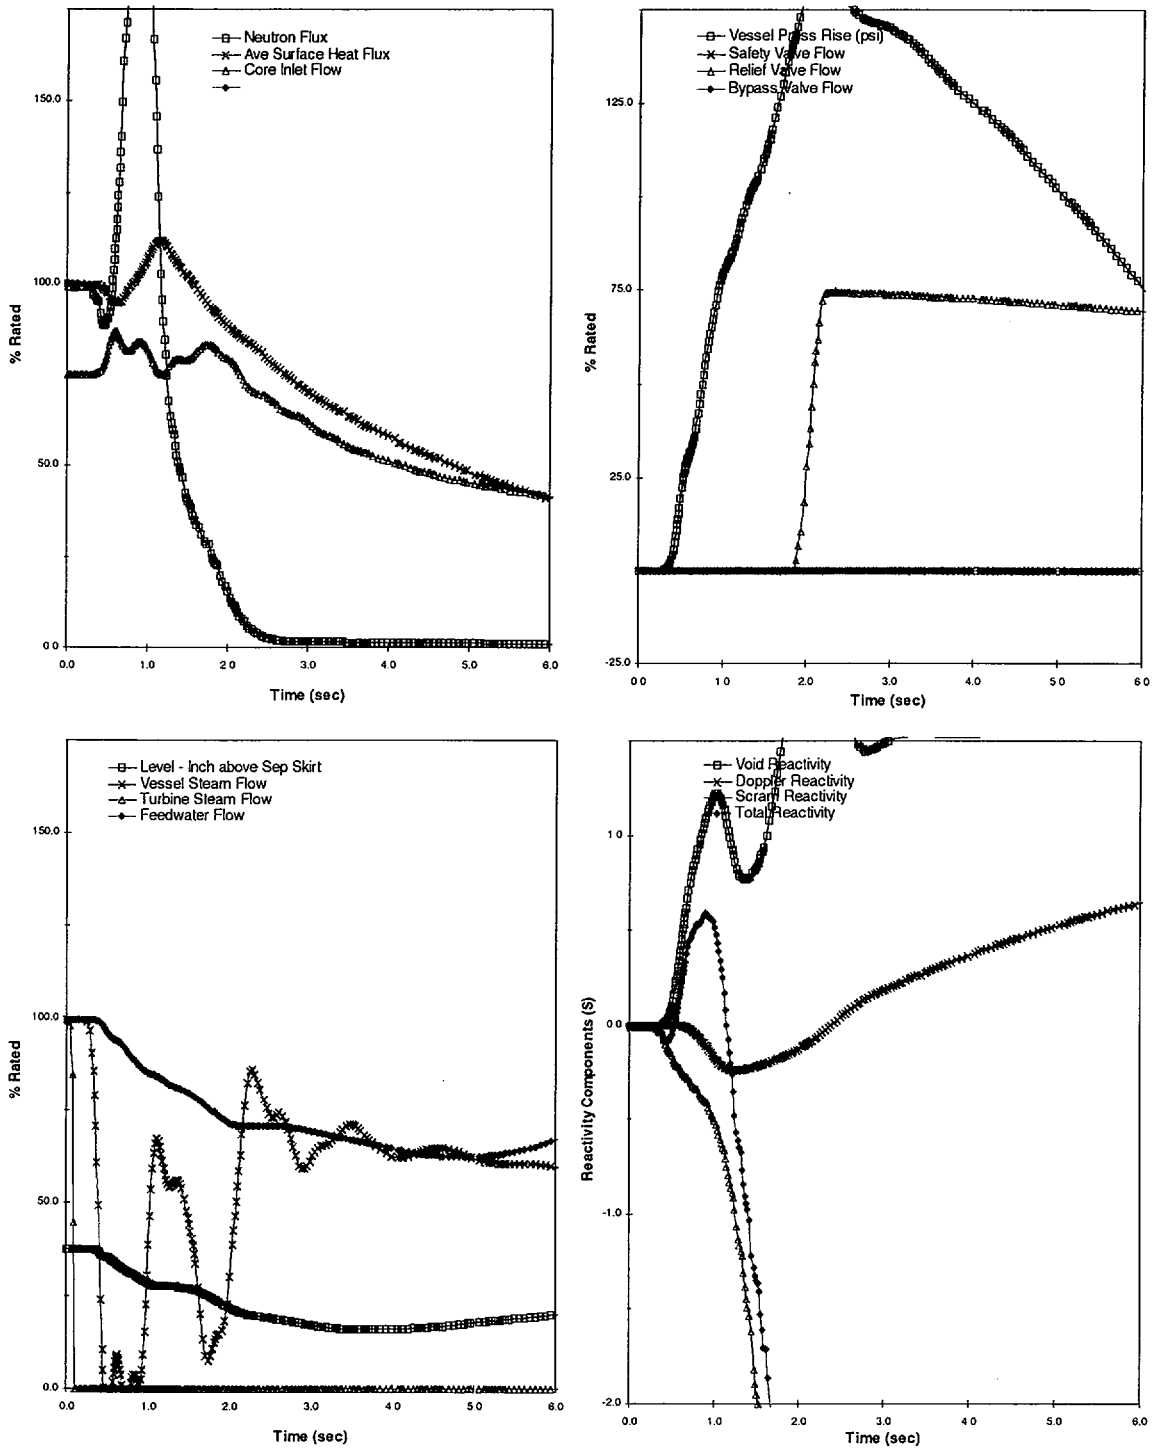 Neutron Flux
Ave Surface Heat Flux
Core Inlet Flow
150.0
100.0
50.0
0.0
% Rated
0.0 1.0 2.0 3.0 4.0 5.0 6.0
Time (sec)
Vessel Press Rise (psi)
Safety Valve Flow
Relief Valve Flow
Bypass Valve Flow
125.0
75.0
25.0
-25.0
% Rated
0.0 1.0 2.0 3.0 4.0 5.0 6.0
Time (sec)
Level - Inch above Sep Skirt
Vessel Steam Flow
Turbine Steam Flow
Feedwater Flow
150.0
100.0
50.0
0.0
% Rated
0.0 1.0 2.0 3.0 4.0 5.0 6.0
Time (sec)
Void Reactivity
Doppler Reactivity
Scram Reactivity
Total Reactivity
1.0
0.0
-1.0
-2.0
Reactivity Components ($)
0.0 1.0 2.0 3.0 4.0 5.0 6.0
Time (sec)